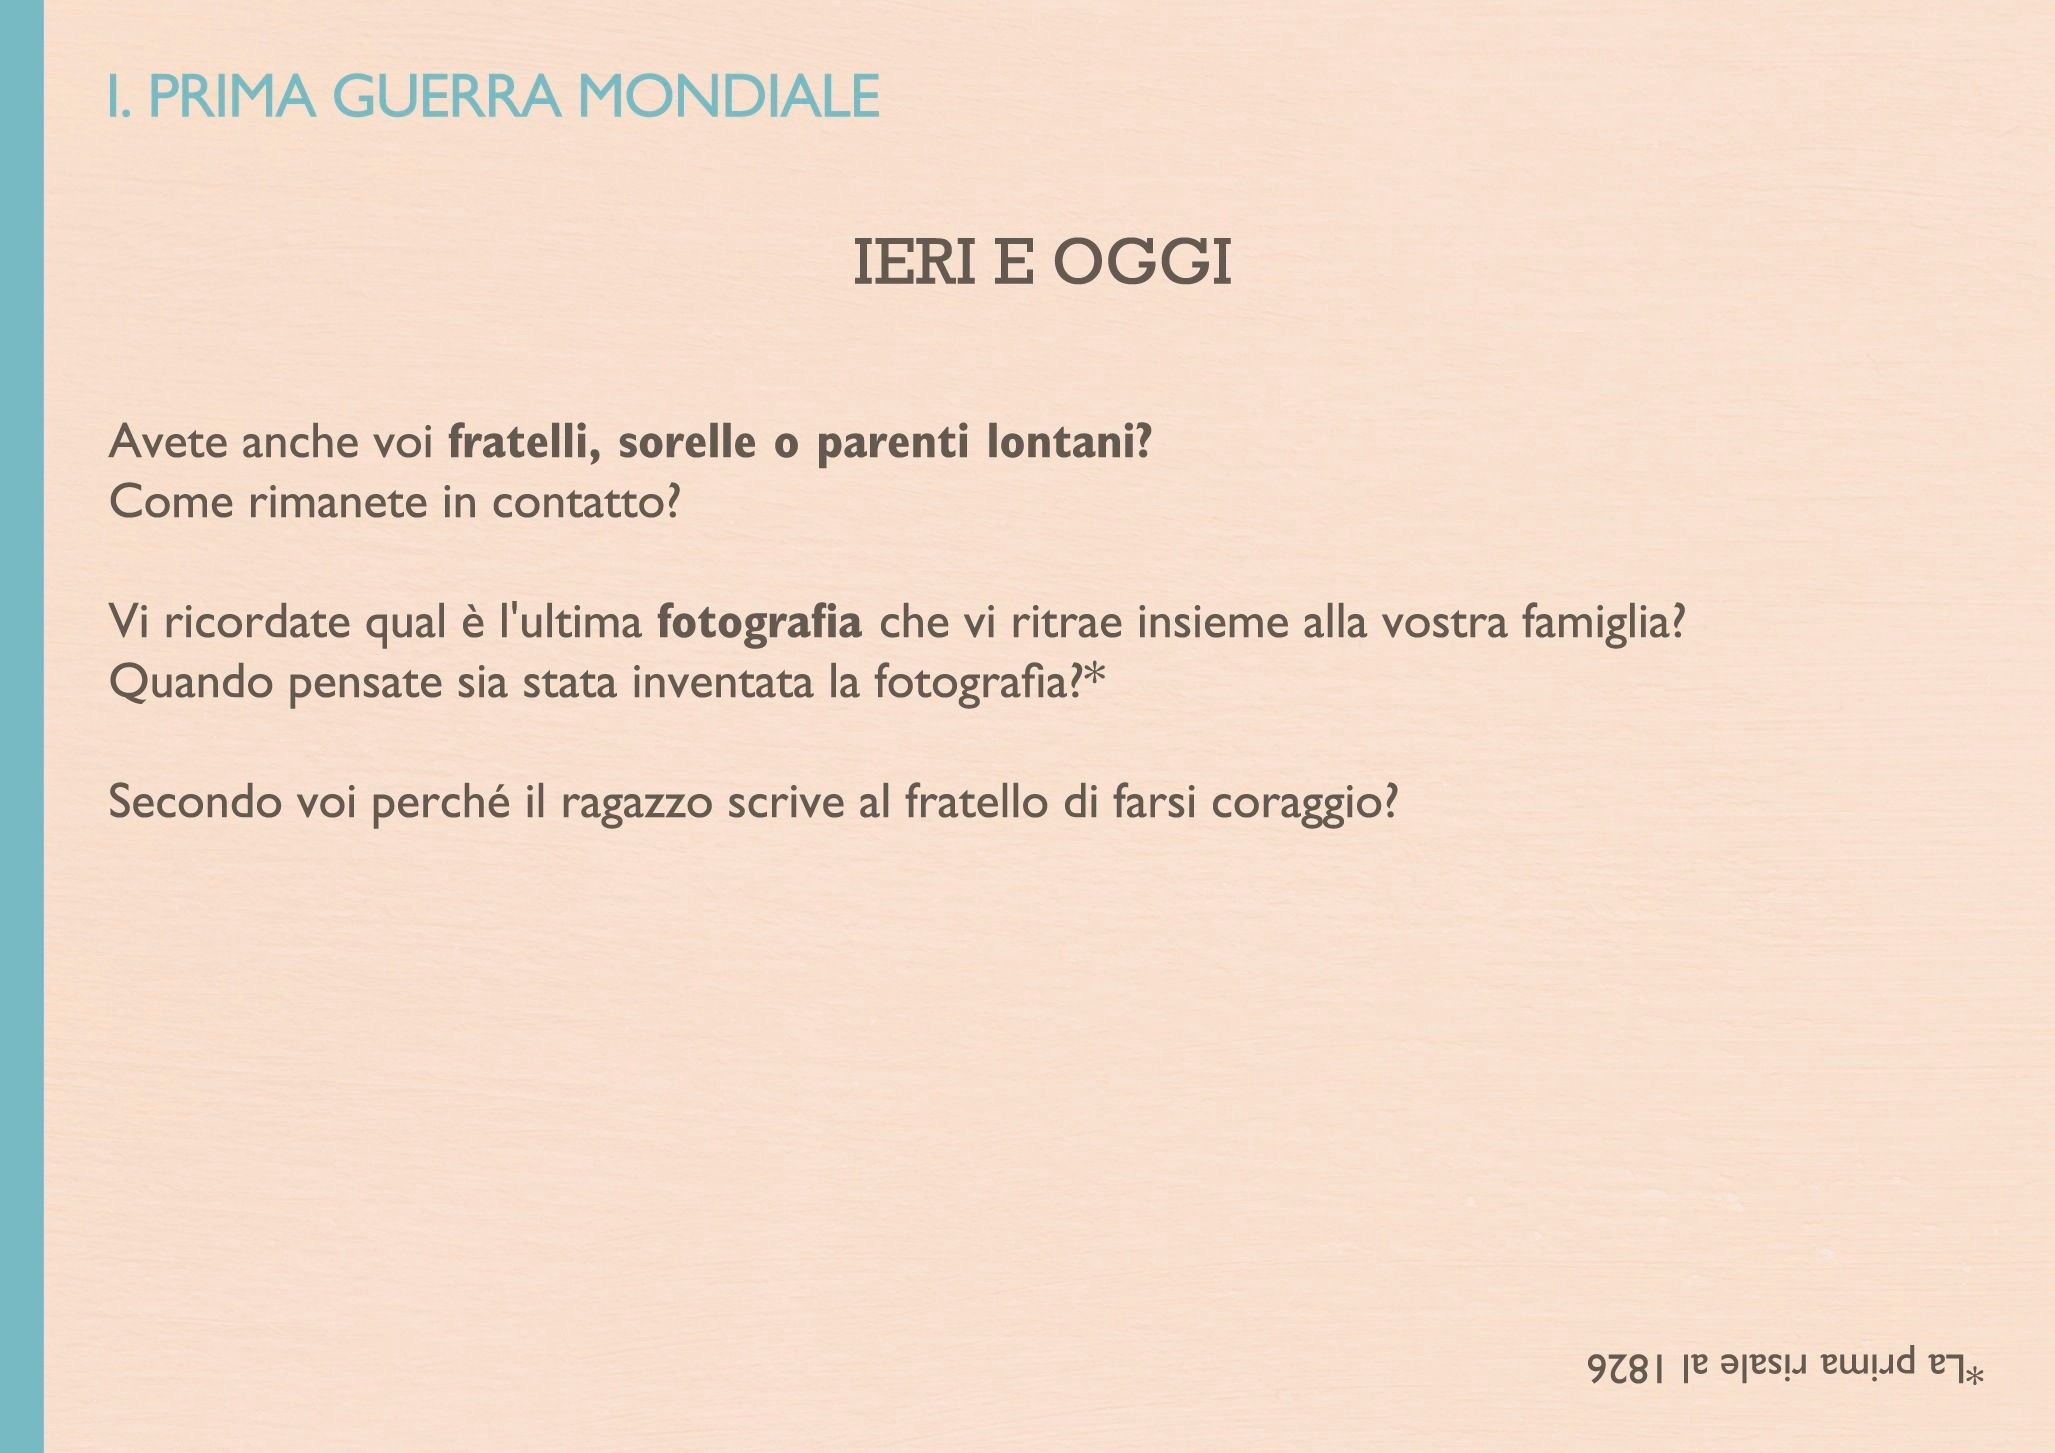 I. PRIMA GUERRA MONDIALE
IERI E OGGI
Avete anche voi fratelli, sorelle o parenti lontani?
Come rimanete in contatto?
Vi ricordate qual è l'ultima fotografia che vi ritrae insieme alla vostra famiglia?
Quando pensate sia stata inventata la fotografia?*
Secondo voi perché il ragazzo scrive al fratello di farsi coraggio?
*La prima risale al 1826